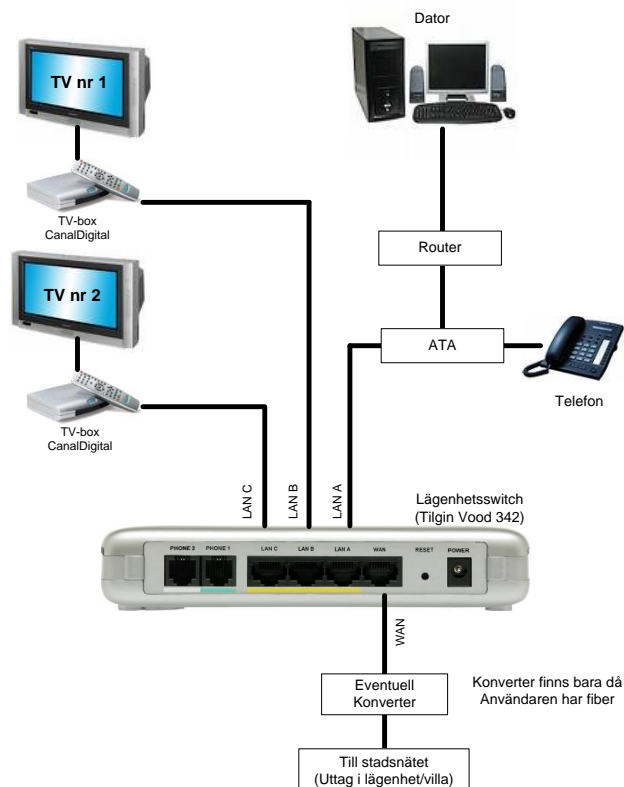 Dator
TV nr 1
TV-box
CanalDigital
Router
TV nr 2
ATA
Telefon
TV-box
CanalDigital
LAN C
LAN B
LAN A
Lägenhetsswitch
(Tilgin Vood 342)
PHONE 2 PHONE 1 LAN C LAN B LAN A WAN RESET POWER
WAN
Eventuell
Konverter
Konverter finns bara då
Användaren har fiber
Till stadsnätet
(Uttag i lägenhet/villa)